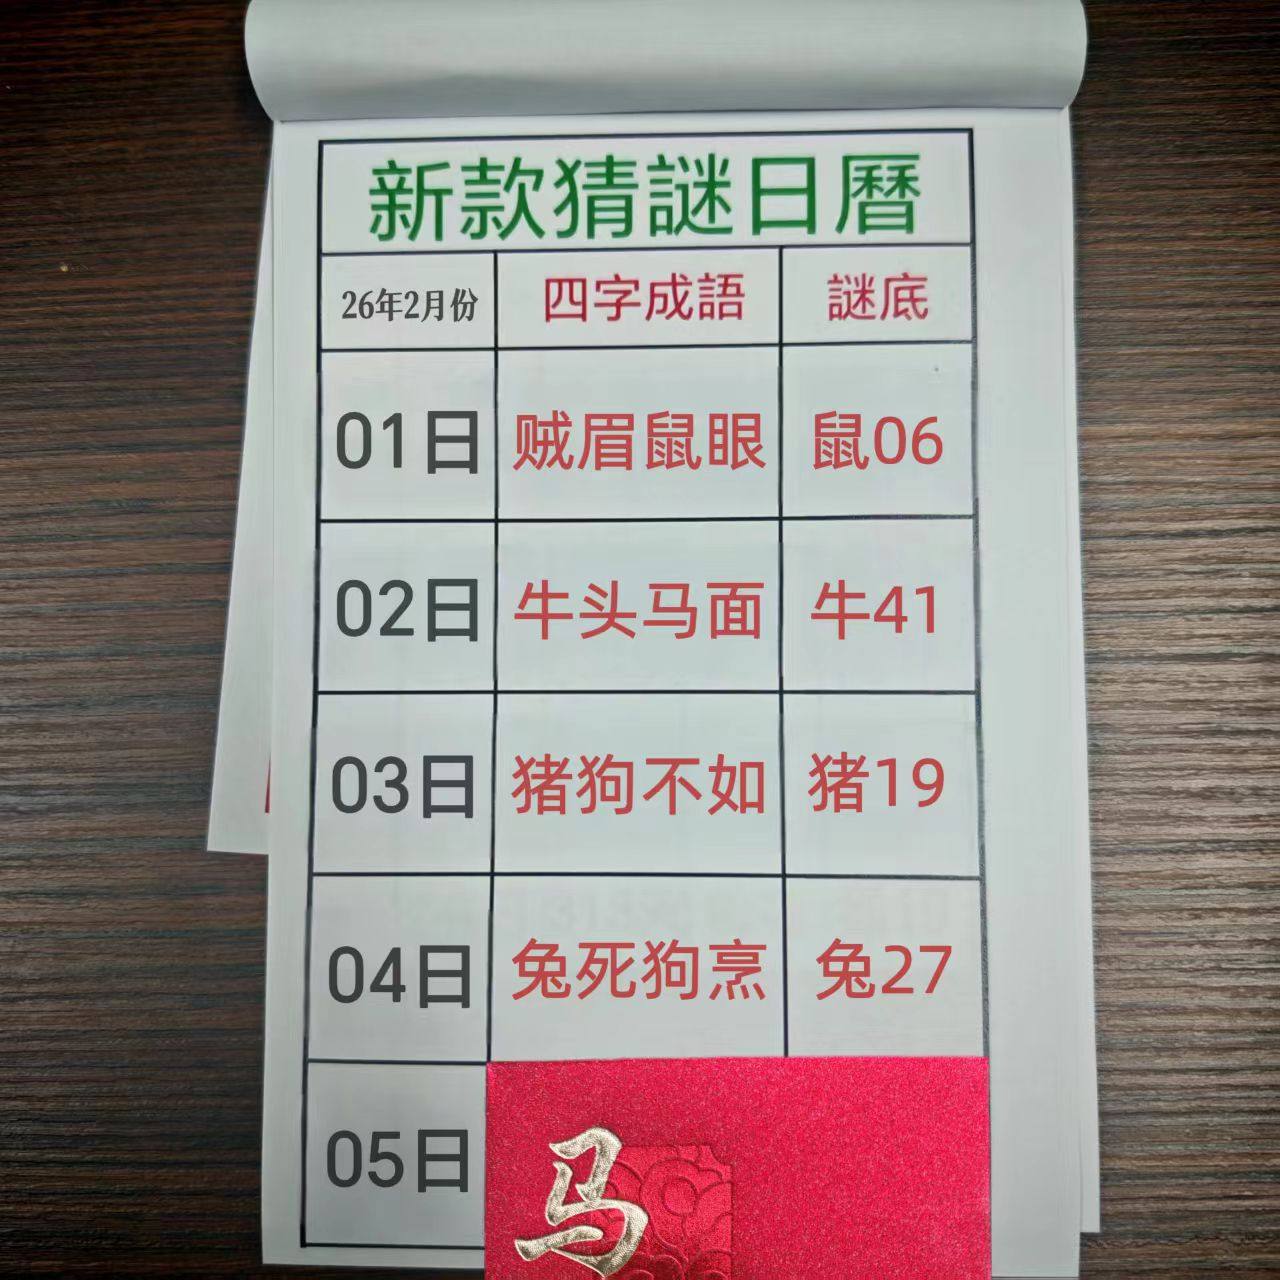 新款猜謎日曆
26年2月份 四字成語 謎底
01日 贼眉鼠眼 鼠06
02日 牛头马面 牛41
03日 猪狗不如 猪19
04日 兔死狗烹 兔27
05日
马